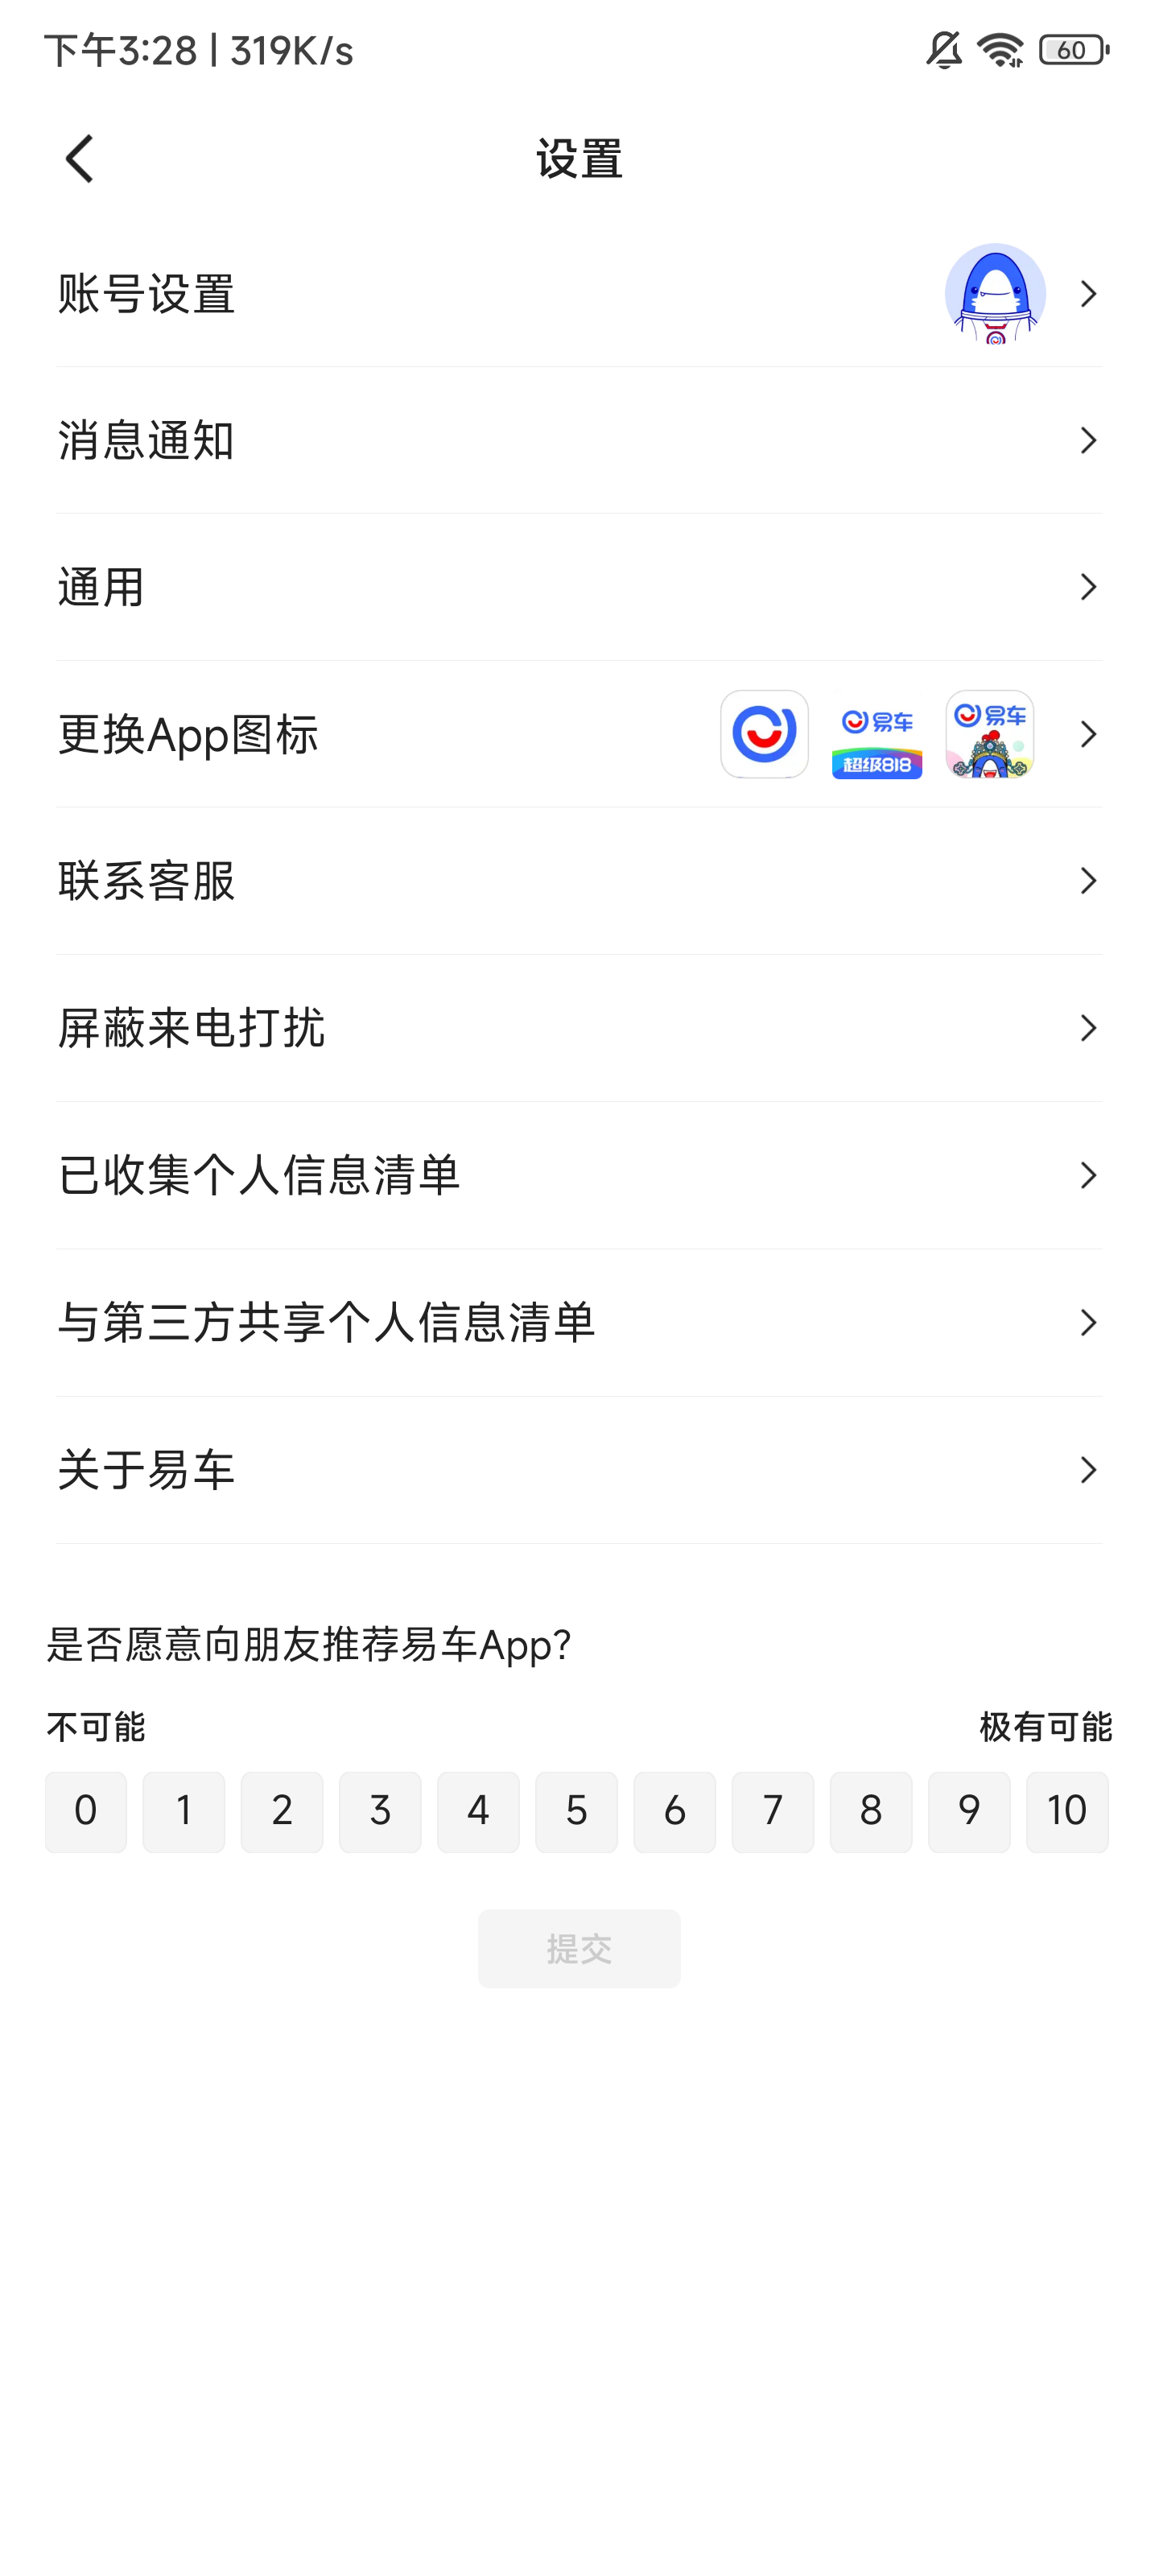 下午3:28 | 319K/s
60
设置
账号设置
消息通知
通用
更换App图标
易车
超级818
易车
联系客服
屏蔽来电打扰
已收集个人信息清单
与第三方共享个人信息清单
关于易车
是否愿意向朋友推荐易车App?
不可能 极有可能
0 1 2 3 4 5 6 7 8 9 10
提交